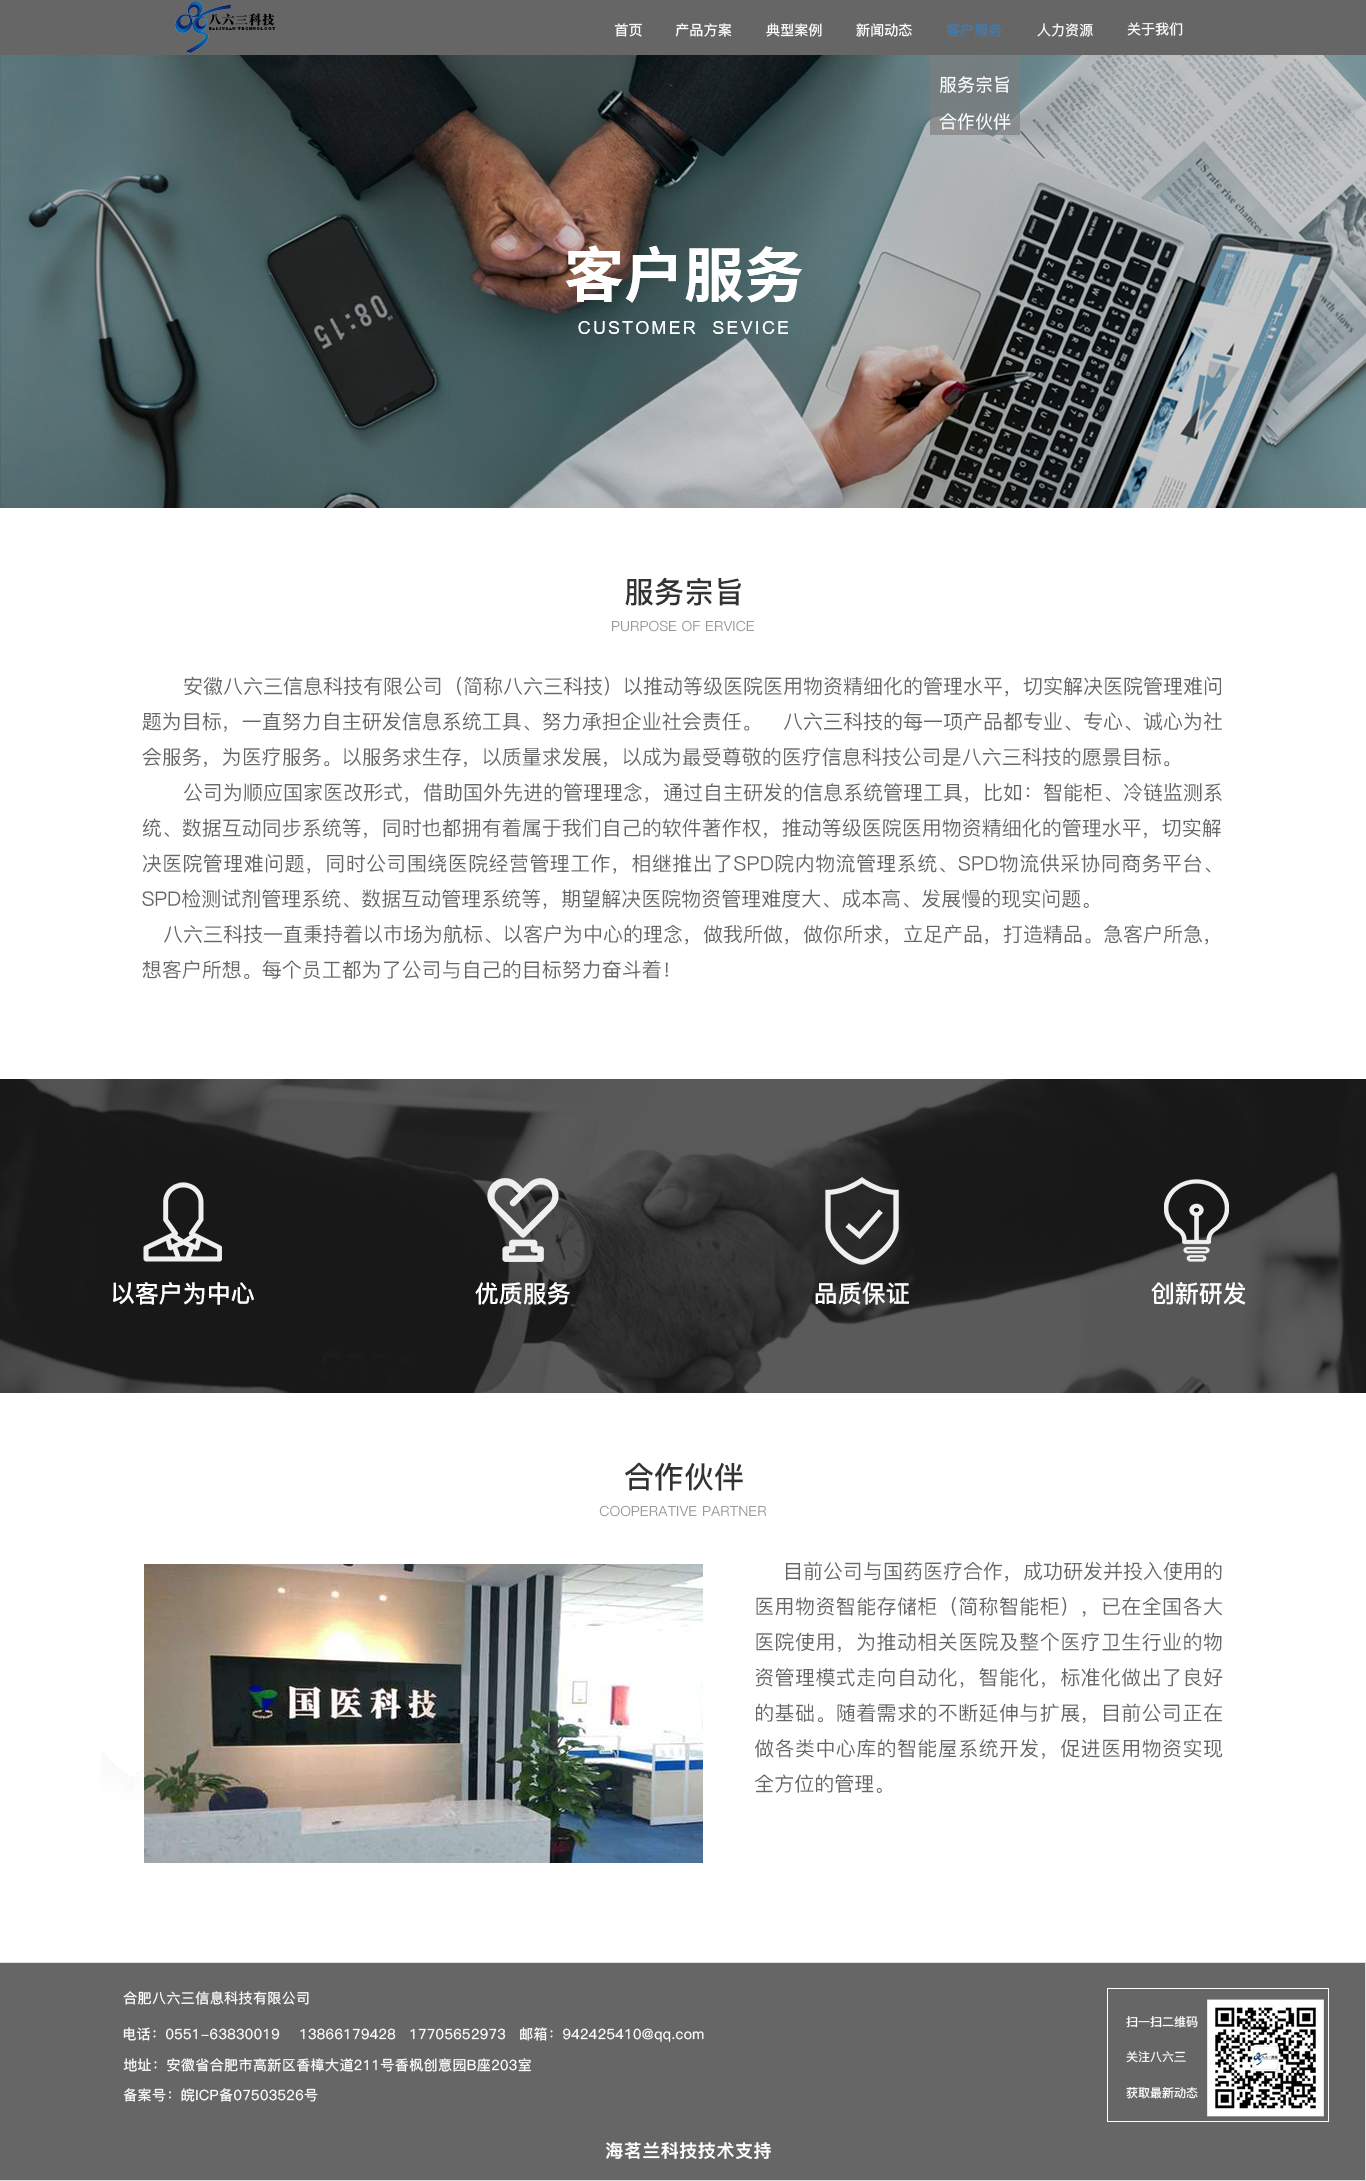 八六三科技
BALIUSAN TECHNOLOGY
首页 产品方案 典型案例 新闻动态 客户服务 人力资源 关于我们
服务宗旨
合作伙伴
US rate rise chances
08:15
客户服务
CUSTOMER SEVICE
服务宗旨
PURPOSE OF ERVICE
安徽八六三信息科技有限公司（简称八六三科技）以推动等级医院医用物资精细化的管理水平，切实解决医院管理难问
题为目标，一直努力自主研发信息系统工具、努力承担企业社会责任。 八六三科技的每一项产品都专业、专心、诚心为社
会服务，为医疗服务。以服务求生存，以质量求发展，以成为最受尊敬的医疗信息科技公司是八六三科技的愿景目标。
公司为顺应国家医改形式，借助国外先进的管理理念，通过自主研发的信息系统管理工具，比如：智能柜、冷链监测系
统、数据互动同步系统等，同时也都拥有着属于我们自己的软件著作权，推动等级医院医用物资精细化的管理水平，切实解
决医院管理难问题，同时公司围绕医院经营管理工作，相继推出了SPD院内物流管理系统、SPD物流供采协同商务平台、
SPD检测试剂管理系统、数据互动管理系统等，期望解决医院物资管理难度大、成本高、发展慢的现实问题。
八六三科技一直秉持着以市场为航标、以客户为中心的理念，做我所做，做你所求，立足产品，打造精品。急客户所急，
想客户所想。每个员工都为了公司与自己的目标努力奋斗着！
以客户为中心 优质服务 品质保证 创新研发
合作伙伴
COOPERATIVE PARTNER
国医科技
目前公司与国药医疗合作，成功研发并投入使用的
医用物资智能存储柜（简称智能柜），已在全国各大
医院使用，为推动相关医院及整个医疗卫生行业的物
资管理模式走向自动化，智能化，标准化做出了良好
的基础。随着需求的不断延伸与扩展，目前公司正在
做各类中心库的智能屋系统开发，促进医用物资实现
全方位的管理。
合肥八六三信息科技有限公司
电话：0551-63830019 13866179428 17705652973 邮箱：942425410@qq.com
地址：安徽省合肥市高新区香樟大道211号香枫创意园B座203室
备案号：皖ICP备07503526号
扫一扫二维码
关注八六三
获取最新动态
海茗兰科技技术支持